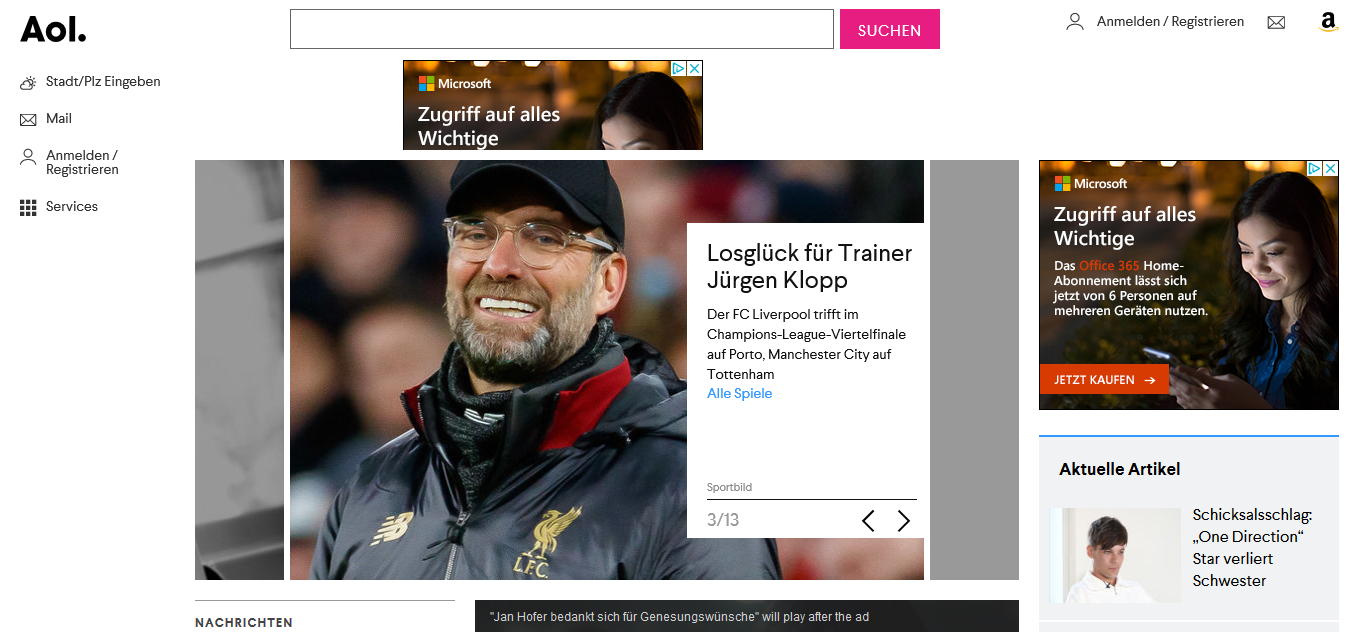 Aol.
SUCHEN
Anmelden / Registrieren
a
Stadt/Plz Eingeben
Mail
Anmelden /
Registrieren
Services
Microsoft
Zugriff auf alles
Wichtige
Losglück für Trainer
Jürgen Klopp
Der FC Liverpool trifft im
Champions-League-Viertelfinale
auf Porto, Manchester City auf
Tottenham
Alle Spiele
Sportbild
3/13
L.F.C.
Microsoft
Zugriff auf alles
Wichtige
Das Office 365 Home-
Abonnement lässt sich
jetzt von 6 Personen auf
mehreren Geräten nutzen.
JETZT KAUFEN →
Aktuelle Artikel
Schicksalsschlag:
„One Direction“
Star verliert
Schwester
NACHRICHTEN
"Jan Hofer bedankt sich für Genesungswünsche" will play after the ad